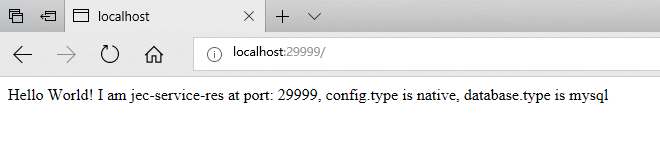 localhost
localhost:29999/
Hello World! I am jec-service-res at port: 29999, config.type is native, database.type is mysql